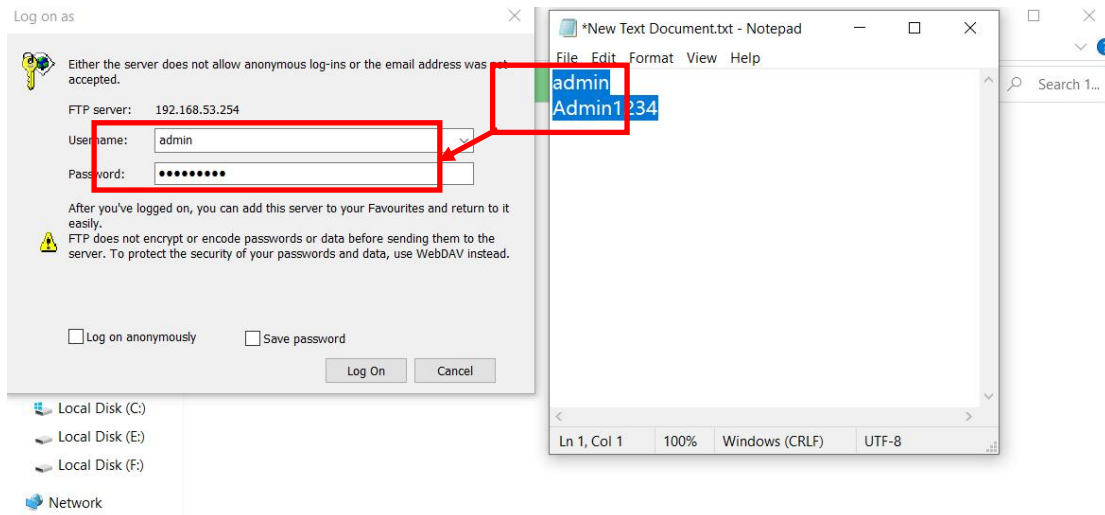 Log on as
Either the server does not allow anonymous log-ins or the email address was not
accepted.
FTP server: 192.168.53.254
Username: admin
Password: •••••••••
After you've logged on, you can add this server to your Favourites and return to it
easily.
FTP does not encrypt or encode passwords or data before sending them to the
server. To protect the security of your passwords and data, use WebDAV instead.
Log on anonymously Save password
Log On Cancel
Local Disk (C:)
Local Disk (E:)
Local Disk (F:)
Network
*New Text Document.txt - Notepad
File Edit Format View Help
admin
Admin1234
Ln 1, Col 1 100% Windows (CRLF) UTF-8
Search 1...